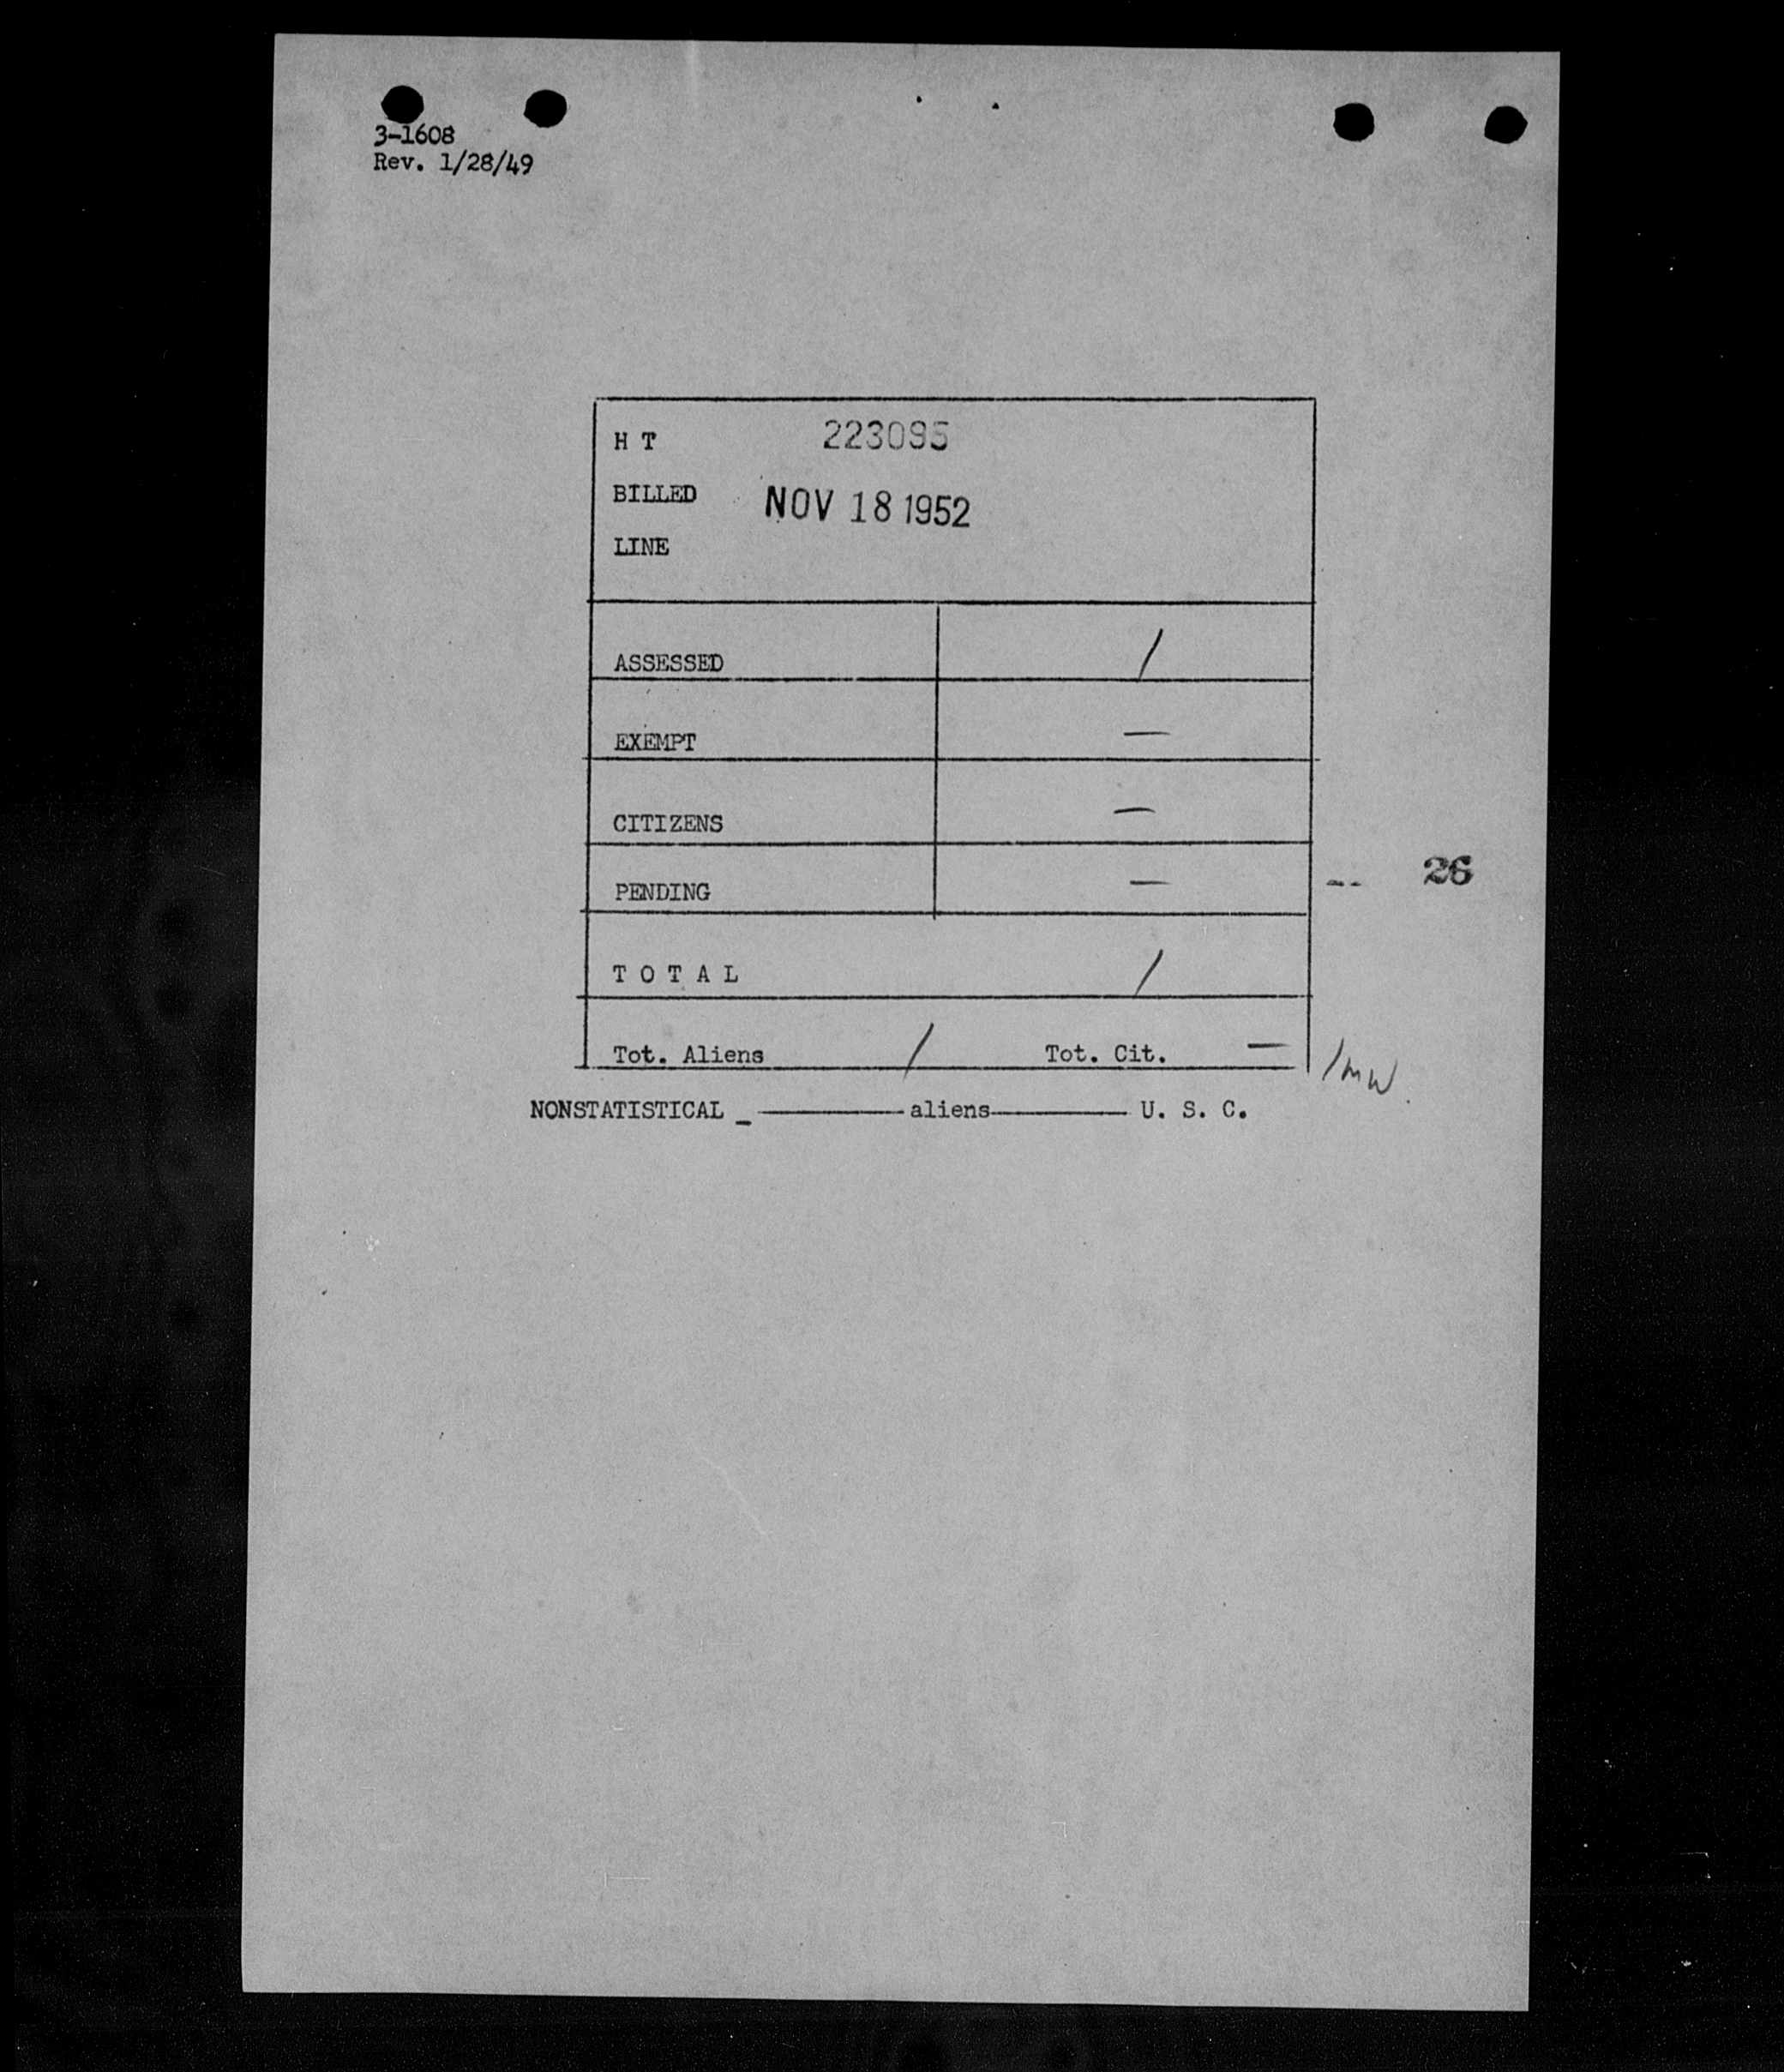 3-1608
Rev. 1/28/49
H T 223095
BILLED NOV 18 1952
LINE
ASSESSED /
EXEMPT —
CITIZENS —
PENDING — -- 26
T O T A L /
Tot. Aliens / Tot. Cit. — /mw
NONSTATISTICAL _ ———— aliens ———— U. S. C.